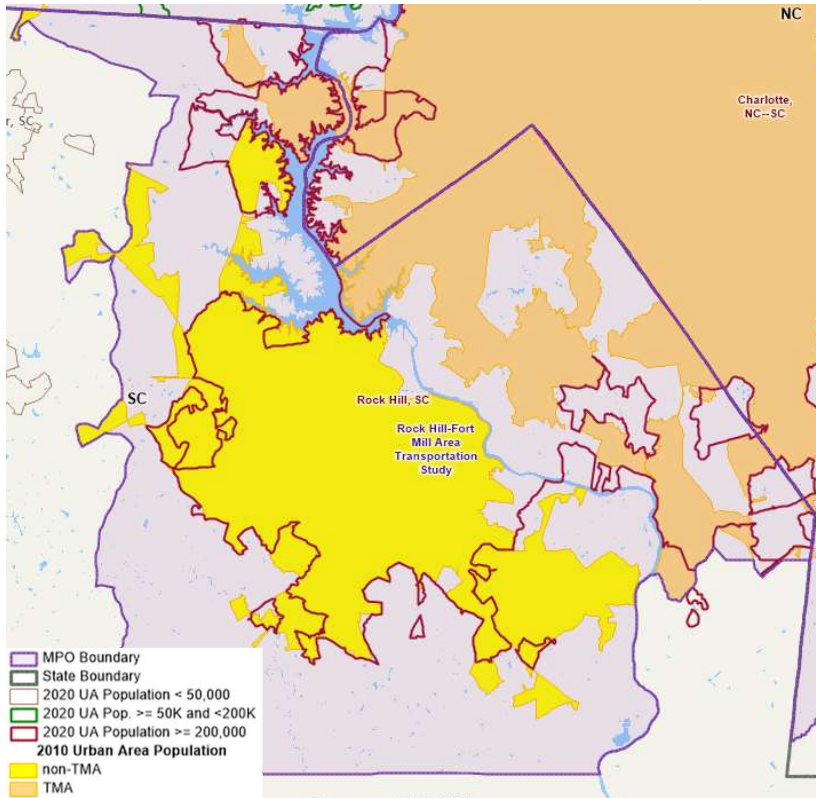 NC
Charlotte,
NC--SC
r, SC
SC
Rock Hill, SC
Rock Hill-Fort
Mill Area
Transportation
Study
MPO Boundary
State Boundary
2020 UA Population < 50,000
2020 UA Pop. >= 50K and <200K
2020 UA Population >= 200,000
2010 Urban Area Population
non-TMA
TMA